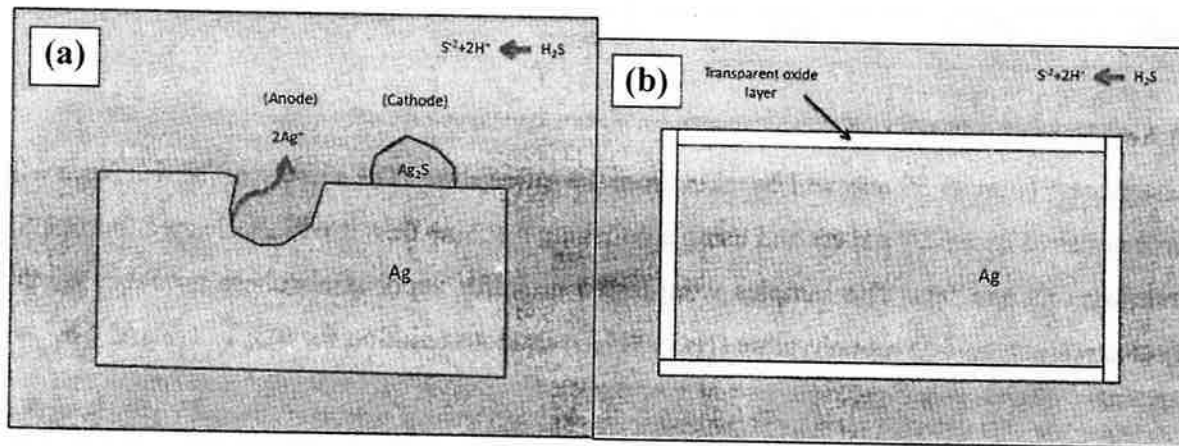 (a)
S⁻²+2H⁺ H₂S
(Anode) (Cathode)
2Ag⁺
Ag₂S
Ag
(b)
S⁻²+2H⁺ H₂S
Transparent oxide
layer
Ag